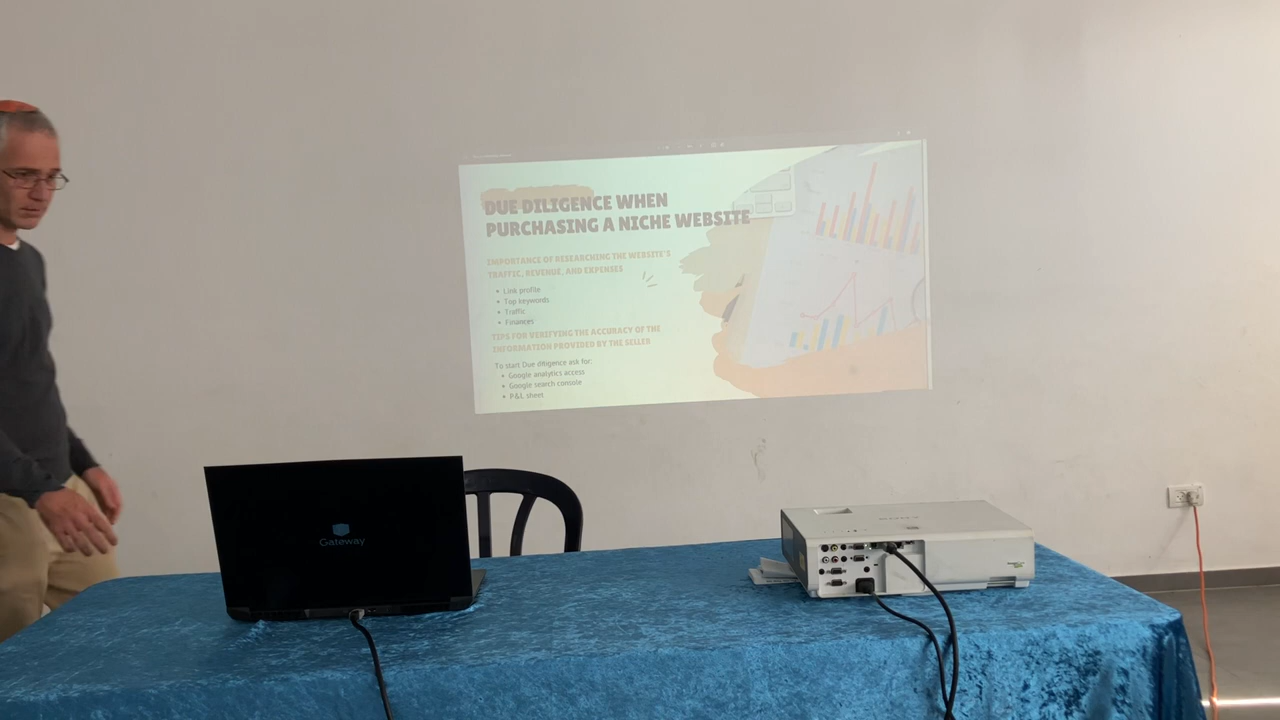 DUE DILIGENCE WHEN
PURCHASING A NICHE WEBSITE
IMPORTANCE OF RESEARCHING THE WEBSITE'S
TRAFFIC, REVENUE, AND EXPENSES
• Link profile
• Top keywords
• Traffic
• Finances
TIPS FOR VERIFYING THE ACCURACY OF THE
INFORMATION PROVIDED BY THE SELLER
To start Due diligence ask for:
• Google analytics access
• Google search console
• P&L sheet
Gateway
SONY